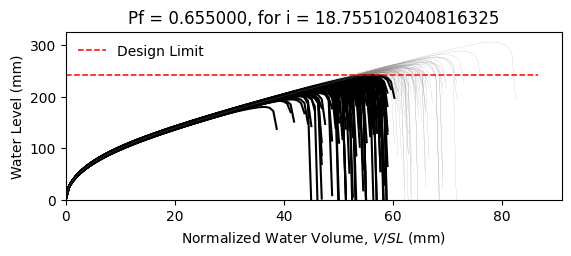 Pf = 0.655000, for i = 18.755102040816325
Design Limit
Water Level (mm)
300
200
100
0
0 20 40 60 80
Normalized Water Volume, V/SL (mm)